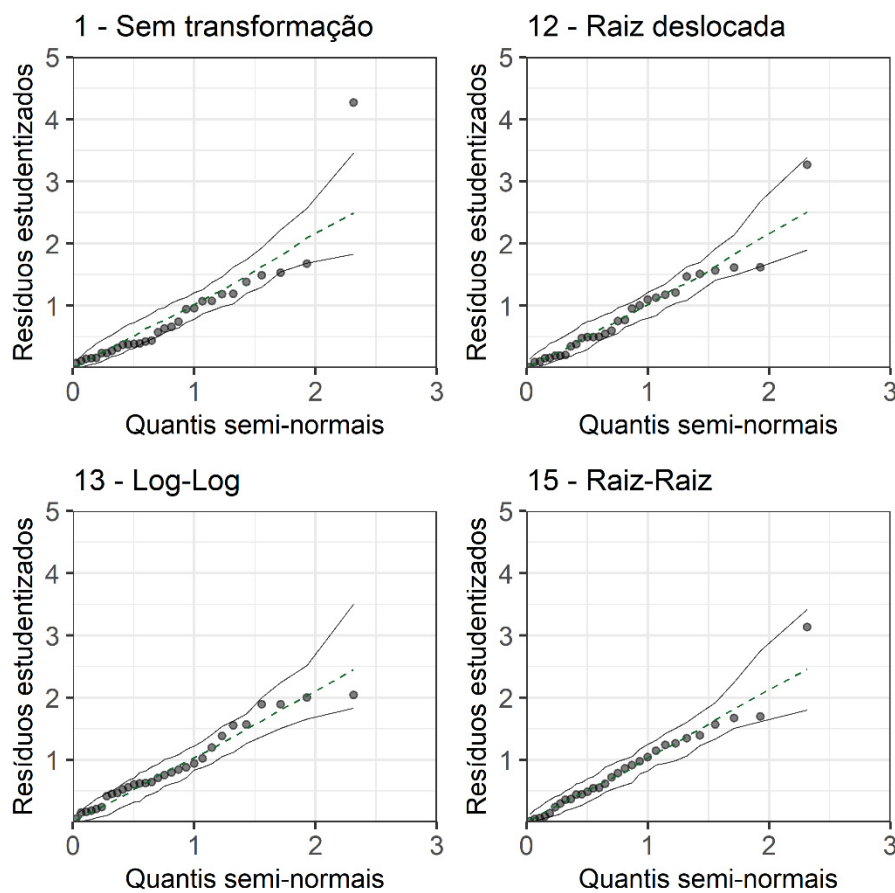 1 - Sem transformação
Resíduos estudentizados
5
4
3
2
1
0 1 2 3
Quantis semi-normais
12 - Raiz deslocada
Resíduos estudentizados
5
4
3
2
1
0 1 2 3
Quantis semi-normais
13 - Log-Log
Resíduos estudentizados
5
4
3
2
1
0 1 2 3
Quantis semi-normais
15 - Raiz-Raiz
Resíduos estudentizados
5
4
3
2
1
0 1 2 3
Quantis semi-normais